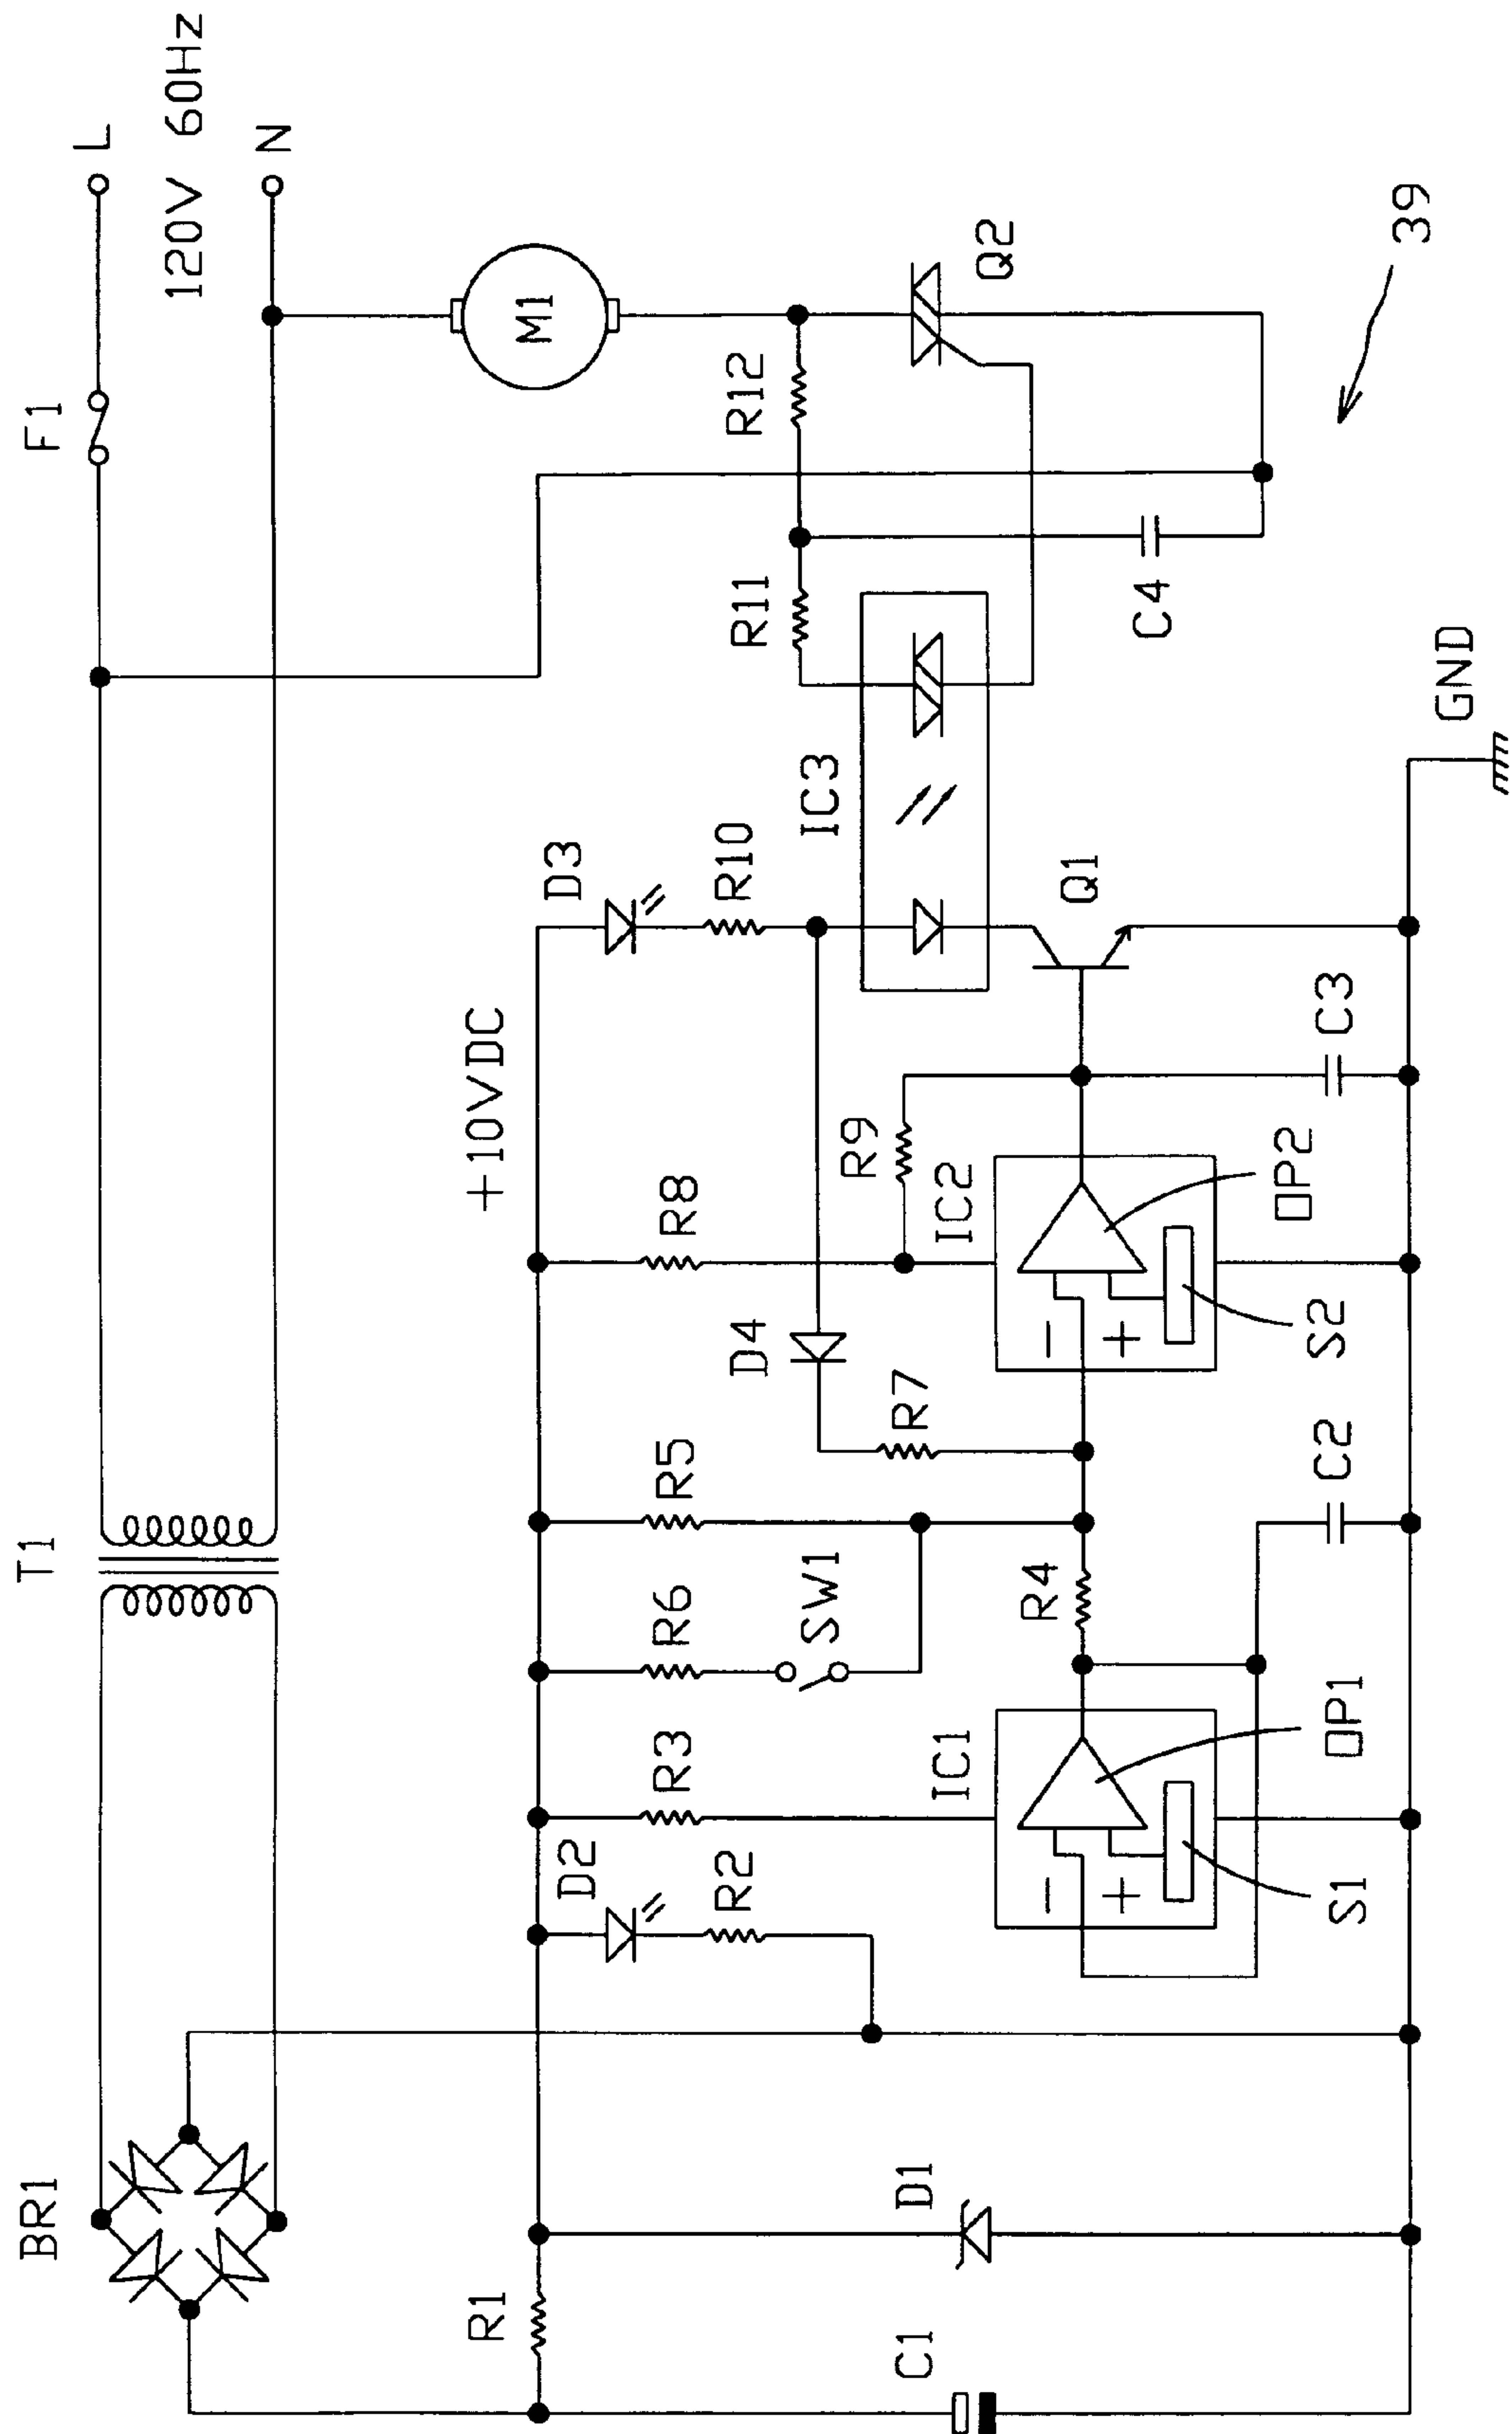 L
120V 60Hz
N
F1
T1
BR1
M1
Q2
R12
R11
C4
39
IC3
GND
+10VDC
D3
R10
Q1
C3
R8
R9
IC2
OP2
D4
R7
S2
R5
C2
R6
SW1
R4
R3
IC1
OP1
D2
R2
S1
D1
R1
C1
−
+
−
+